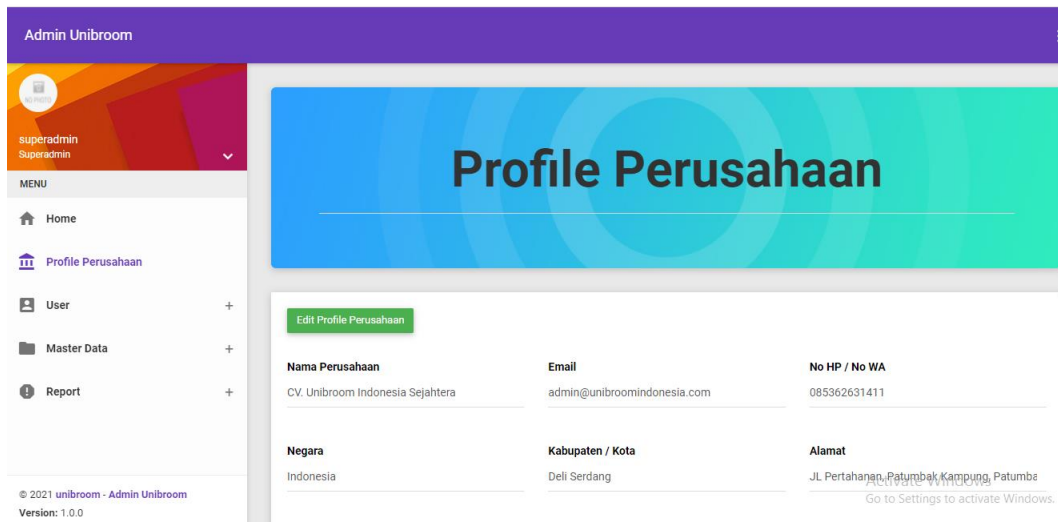 Admin Unibroom
NO PHOTO
superadmin
Superadmin
MENU
Home
Profile Perusahaan
User +
Master Data +
Report +
© 2021 unibroom - Admin Unibroom
Version: 1.0.0
Profile Perusahaan
Edit Profile Perusahaan
Nama Perusahaan Email No HP / No WA
CV. Unibroom Indonesia Sejahtera admin@unibroomindonesia.com 085362631411
Negara Kabupaten / Kota Alamat
Indonesia Deli Serdang JL Pertahanan, Patumbak Kampung, Patumba
Activate Windows
Go to Settings to activate Windows.